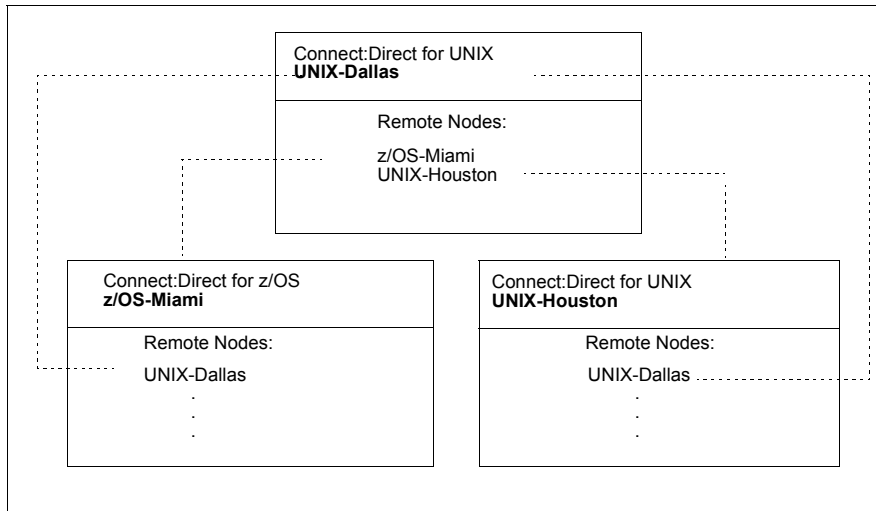 Connect:Direct for UNIX
UNIX-Dallas
Remote Nodes:
z/OS-Miami
UNIX-Houston
Connect:Direct for z/OS
z/OS-Miami
Remote Nodes:
UNIX-Dallas
.
.
.
Connect:Direct for UNIX
UNIX-Houston
Remote Nodes:
UNIX-Dallas
.
.
.